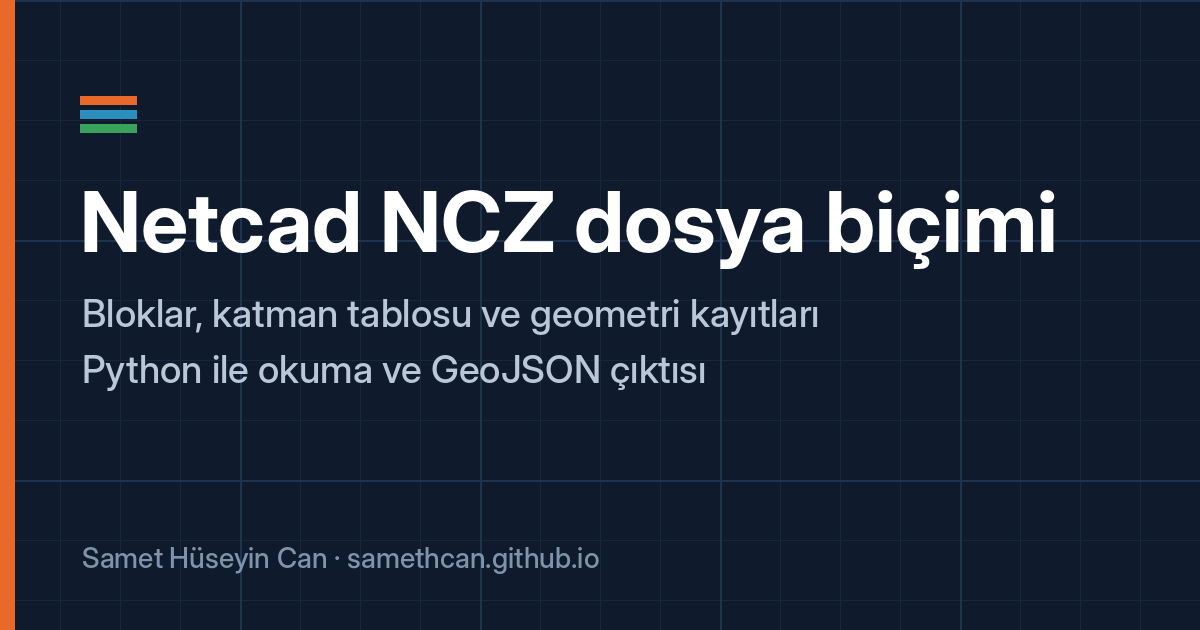 Netcad NCZ dosya biçimi
Bloklar, katman tablosu ve geometri kayıtları
Python ile okuma ve GeoJSON çıktısı
Samet Hüseyin Can · samethcan.github.io